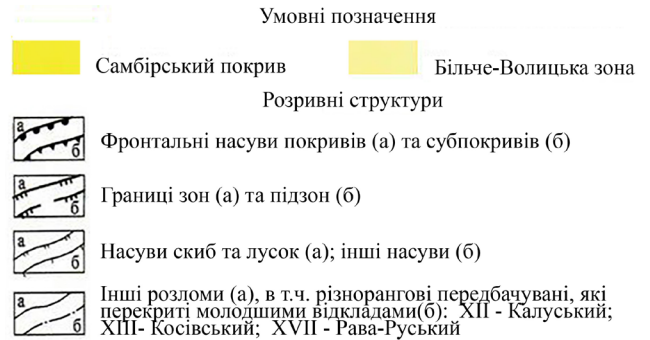 Умовні позначення
Самбірський покрив
Більче-Волицька зона
Розривні структури
а
б
Фронтальні насуви покривів (а) та субпокривів (б)
а
б
Границі зон (а) та підзон (б)
а
б
Насуви скиб та лусок (а); інші насуви (б)
а
б
Інші розломи (а), в т.ч. різнорангові передбачувані, які
перекриті молодшими відкладами(б): XII - Калуський;
XIII- Косівський; XVII - Рава-Руський